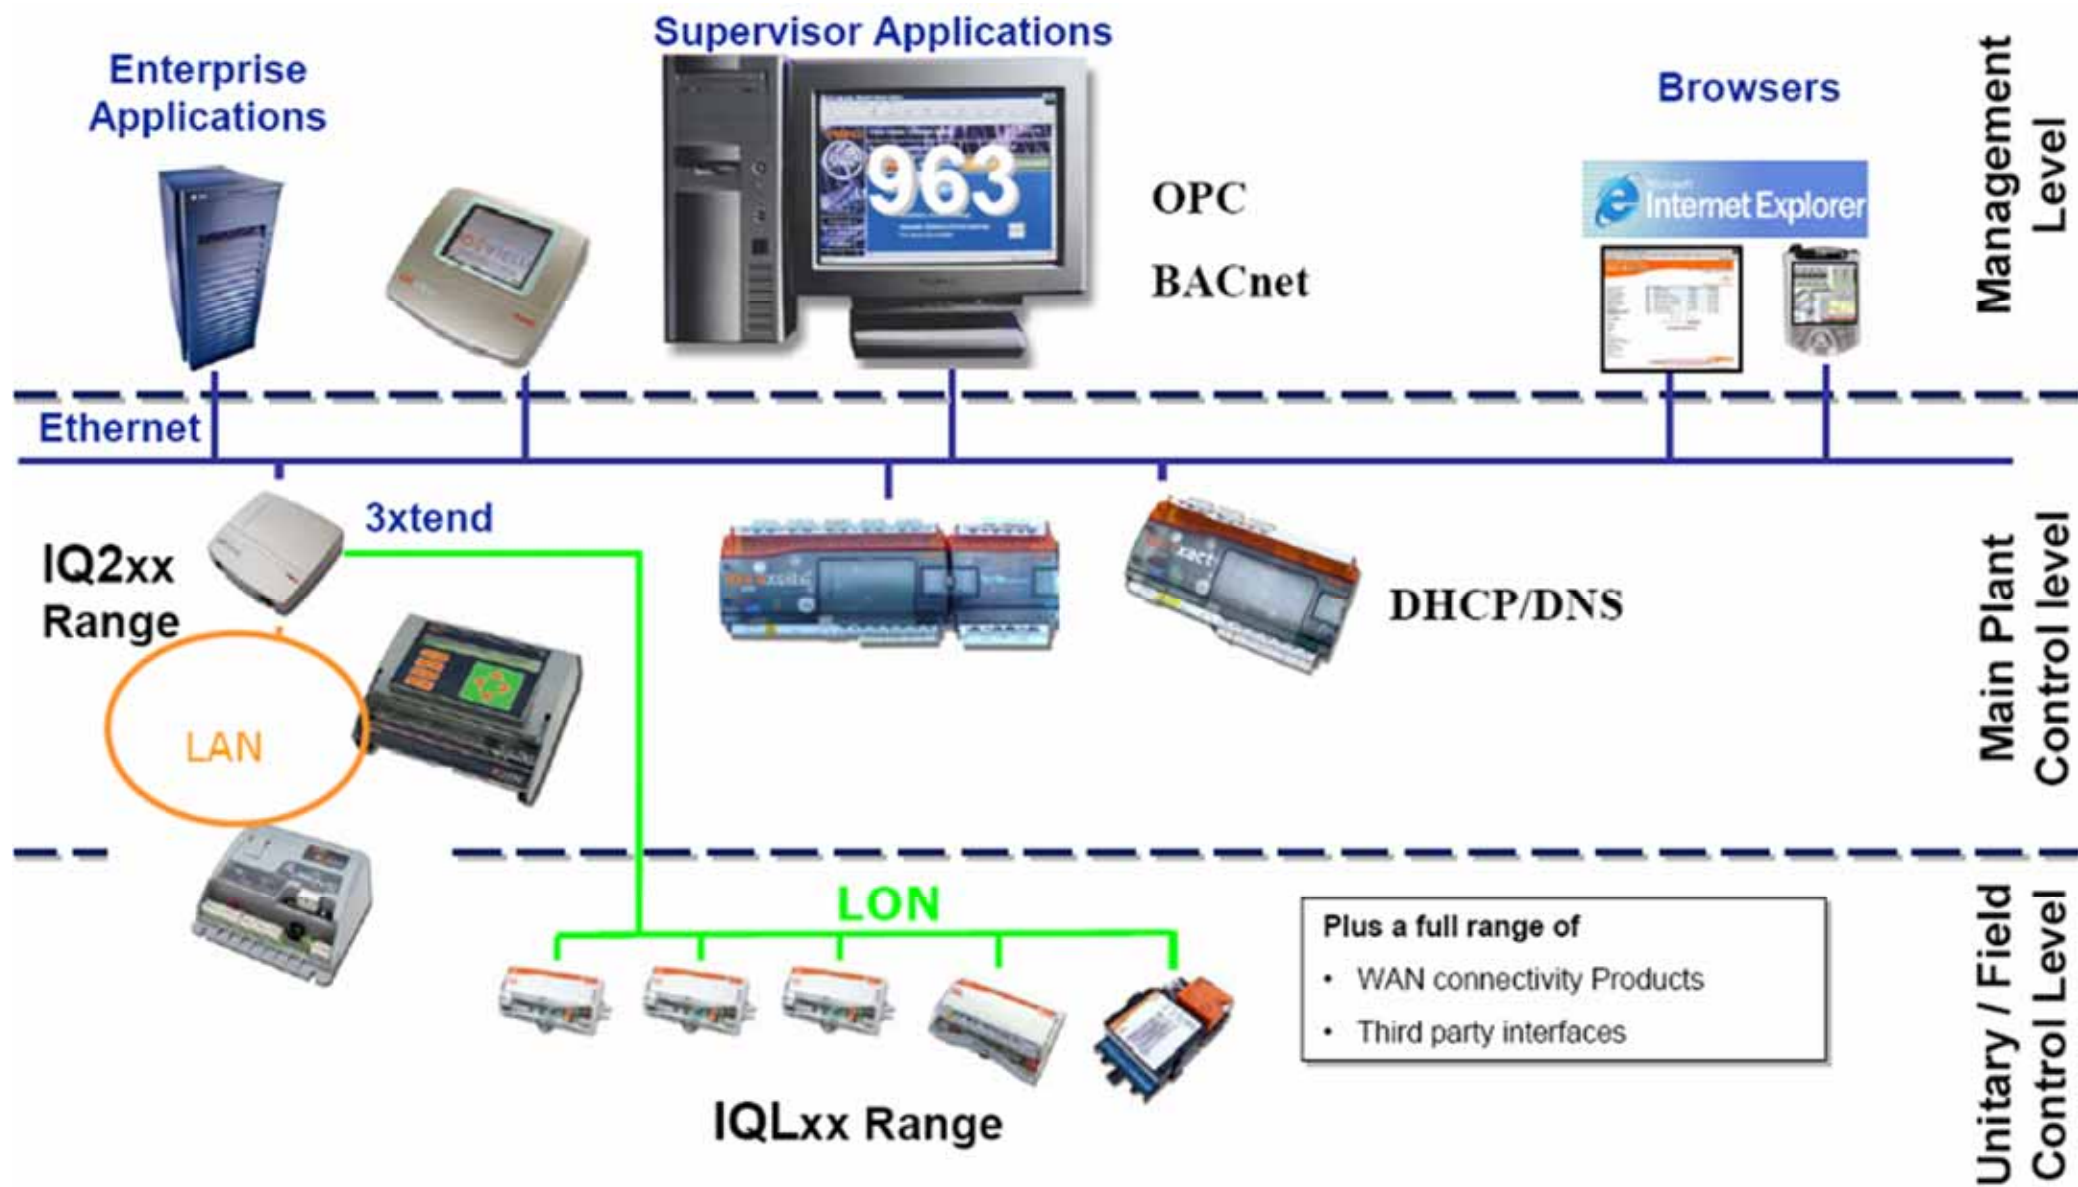 Supervisor Applications
Enterprise
Applications
Browsers
Management
Level
963
OPC
BACnet
Microsoft
Internet Explorer
Ethernet
3xtend
IQ2xx
Range
LAN
DHCP/DNS
xact
Main Plant
Control level
LON
Plus a full range of
• WAN connectivity Products
• Third party interfaces
IQLxx Range
Unitary / Field
Control Level